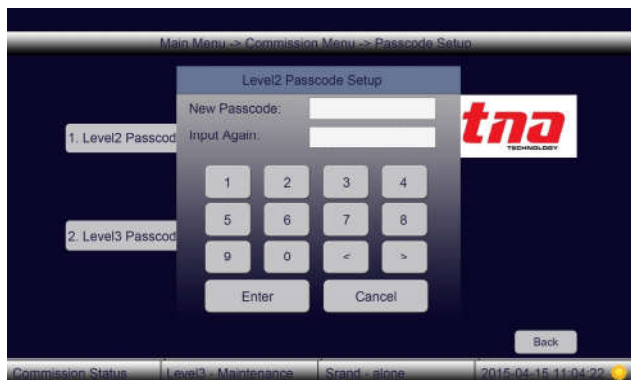 Main Menu -> Commission Menu -> Passcode Setup
Level2 Passcode Setup
New Passcode:
Input Again:
1. Level2 Passcod
tna
TECHNOLOGY
1 2 3 4
5 6 7 8
2. Level3 Passcod
9 0 < >
Enter Cancel
Back
Commission Status Level3 - Maintenance Srand - alone 2015-04-15 11:04:22